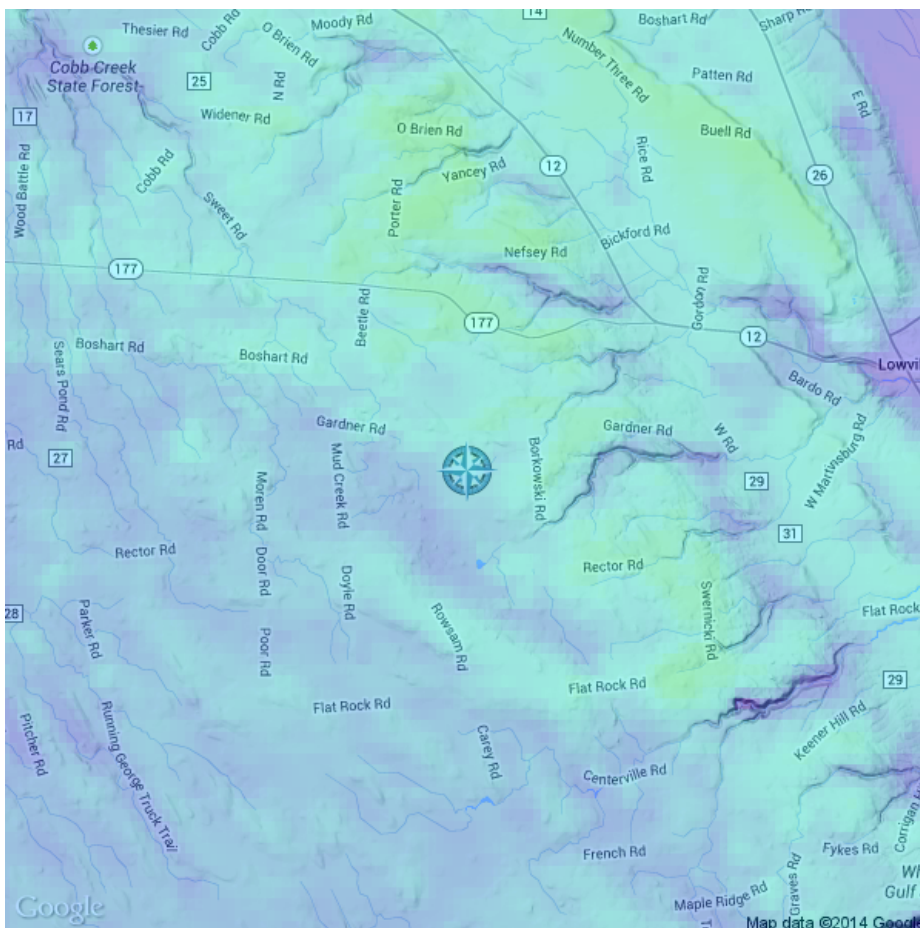 14
Moody Rd
Boshart Rd
Sharp Rd
Thesier Rd
Cobb Rd
O Brien Rd
Number Three Rd
Cobb Creek
State Forest
25
N Rd
Patten Rd
E Rd
17
Widener Rd
O Brien Rd
Buell Rd
Wood Battle Rd
Cobb Rd
Yancey Rd
12
Rice Rd
26
Porter Rd
Sweet Rd
Bickford Rd
Nefsey Rd
177
Gordon Rd
Beetle Rd
177
12
Boshart Rd
Boshart Rd
Sears Pond Rd
Lowvil
Bardo Rd
Gardner Rd
Gardner Rd
W Rd
W Martinsburg Rd
Rd
27
Borkowski Rd
Mud Creek Rd
Moren Rd
29
31
Rector Rd
Door Rd
Rector Rd
Doyle Rd
Swernicki Rd
28
Parker Rd
Rowsam Rd
Flat Rock
Poor Rd
Flat Rock Rd
29
Flat Rock Rd
Pitcher Rd
Running George Truck Trail
Carey Rd
Keener Hill Rd
Centerville Rd
Corrigan
French Rd
Fykes Rd
Graves Rd
Maple Ridge Rd
Gulf
Google
Map data ©2014 Google